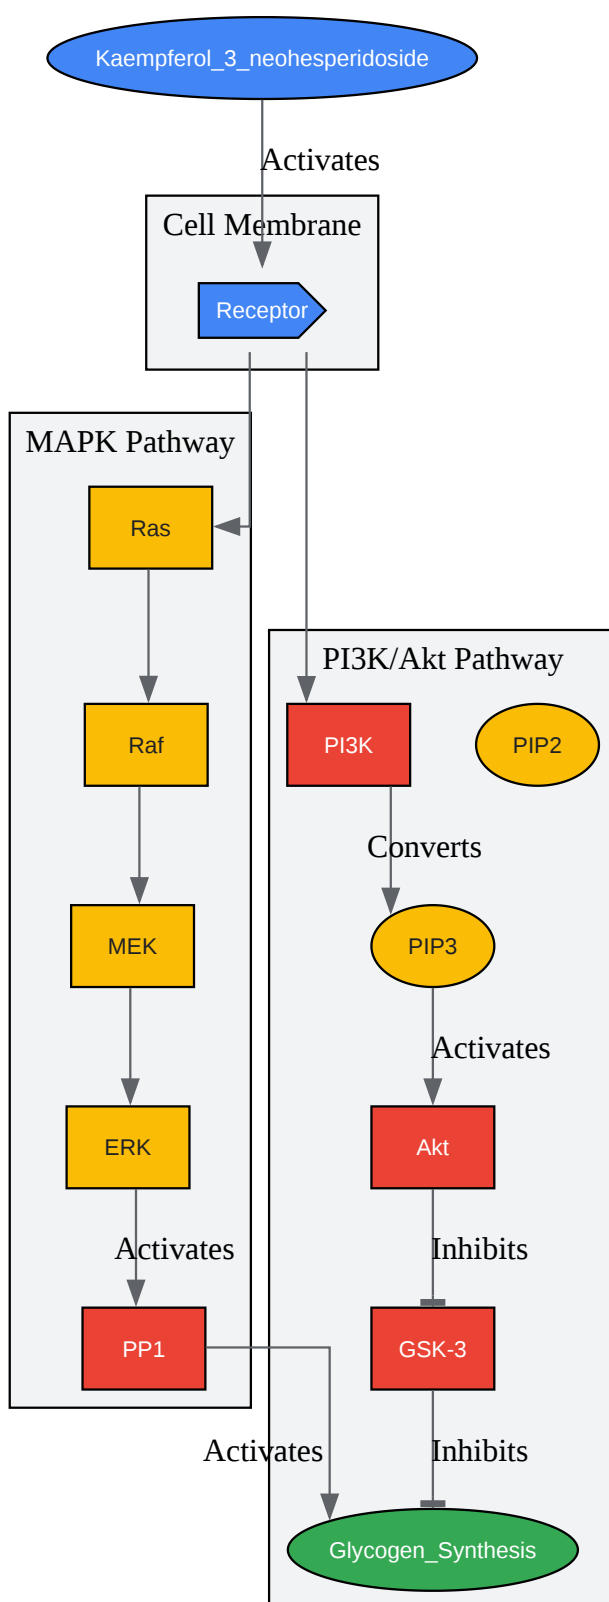 Kaempferol_3_neohesperidoside
Activates
Cell Membrane
Receptor
MAPK Pathway
Ras
PI3K/Akt Pathway
Raf
PI3K
PIP2
Converts
MEK
PIP3
Activates
ERK
Akt
Activates
Inhibits
PP1
GSK-3
Activates
Inhibits
Glycogen_Synthesis